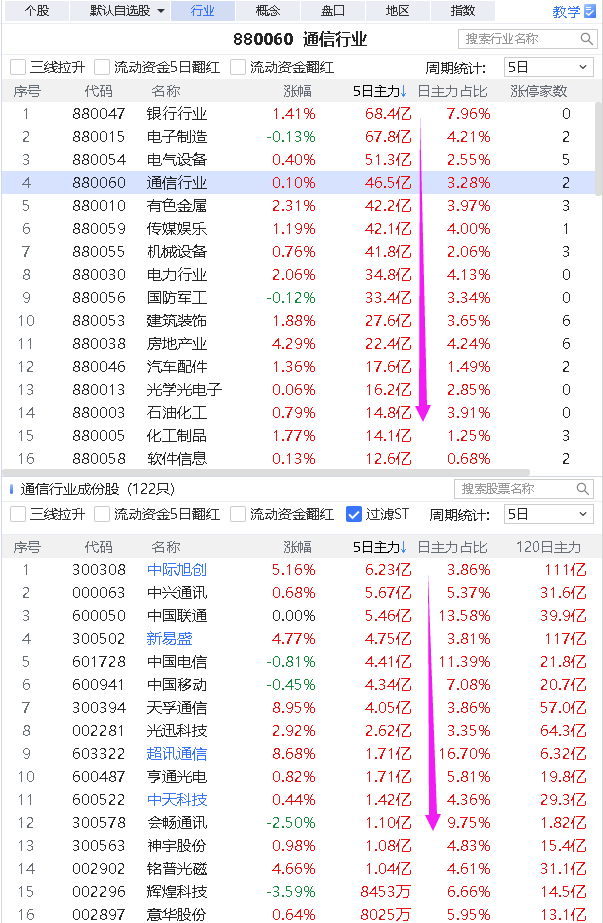 个股 默认自选股 行业 概念 盘口 地区 指数 教学
880060 通信行业 搜索行业名称
三线拉升 流动资金5日翻红 流动资金翻红 周期统计: 5日
序号 代码 名称 涨幅 5日主力↓ 日主力占比 涨停家数
1 880047 银行行业 1.41% 68.4亿 7.96% 0
2 880015 电子制造 -0.13% 67.8亿 4.21% 2
3 880054 电气设备 0.40% 51.3亿 2.55% 5
4 880060 通信行业 0.10% 46.5亿 3.28% 2
5 880010 有色金属 2.31% 42.2亿 3.97% 3
6 880059 传媒娱乐 1.19% 42.1亿 4.00% 1
7 880055 机械设备 0.76% 41.8亿 2.06% 3
8 880030 电力行业 2.06% 34.8亿 4.13% 0
9 880056 国防军工 -0.12% 33.4亿 3.34% 0
10 880053 建筑装饰 1.88% 27.6亿 3.65% 6
11 880038 房地产业 4.29% 22.4亿 4.24% 6
12 880046 汽车配件 1.36% 17.6亿 1.49% 2
13 880013 光学光电子 0.06% 16.2亿 2.85% 0
14 880003 石油化工 0.79% 14.8亿 3.91% 0
15 880005 化工制品 1.77% 14.1亿 1.25% 3
16 880058 软件信息 0.13% 12.6亿 0.68% 2
通信行业成份股 (122只) 搜索股票名称
三线拉升 流动资金5日翻红 流动资金翻红 过滤ST 周期统计: 5日
序号 代码 名称 涨幅 5日主力↓ 日主力占比 120日主力
1 300308 中际旭创 5.16% 6.23亿 3.86% 111亿
2 000063 中兴通讯 0.68% 5.67亿 5.37% 31.6亿
3 600050 中国联通 0.00% 5.46亿 13.58% 39.9亿
4 300502 新易盛 4.77% 4.75亿 3.81% 117亿
5 601728 中国电信 -0.81% 4.41亿 11.39% 21.8亿
6 600941 中国移动 -0.45% 4.34亿 7.08% 20.7亿
7 300394 天孚通信 8.95% 4.05亿 3.86% 57.0亿
8 002281 光迅科技 2.92% 2.62亿 3.35% 64.3亿
9 603322 超讯通信 8.68% 1.71亿 16.70% 6.32亿
10 600487 亨通光电 0.82% 1.71亿 5.81% 19.8亿
11 600522 中天科技 0.44% 1.42亿 4.36% 29.3亿
12 300578 会畅通讯 -2.50% 1.10亿 9.75% 1.82亿
13 300563 神宇股份 0.98% 1.08亿 4.83% 15.4亿
14 002902 铭普光磁 4.66% 1.04亿 4.61% 31.1亿
15 002296 辉煌科技 -3.59% 8453万 6.66% 14.5亿
16 002897 意华股份 0.64% 8025万 5.95% 13.1亿